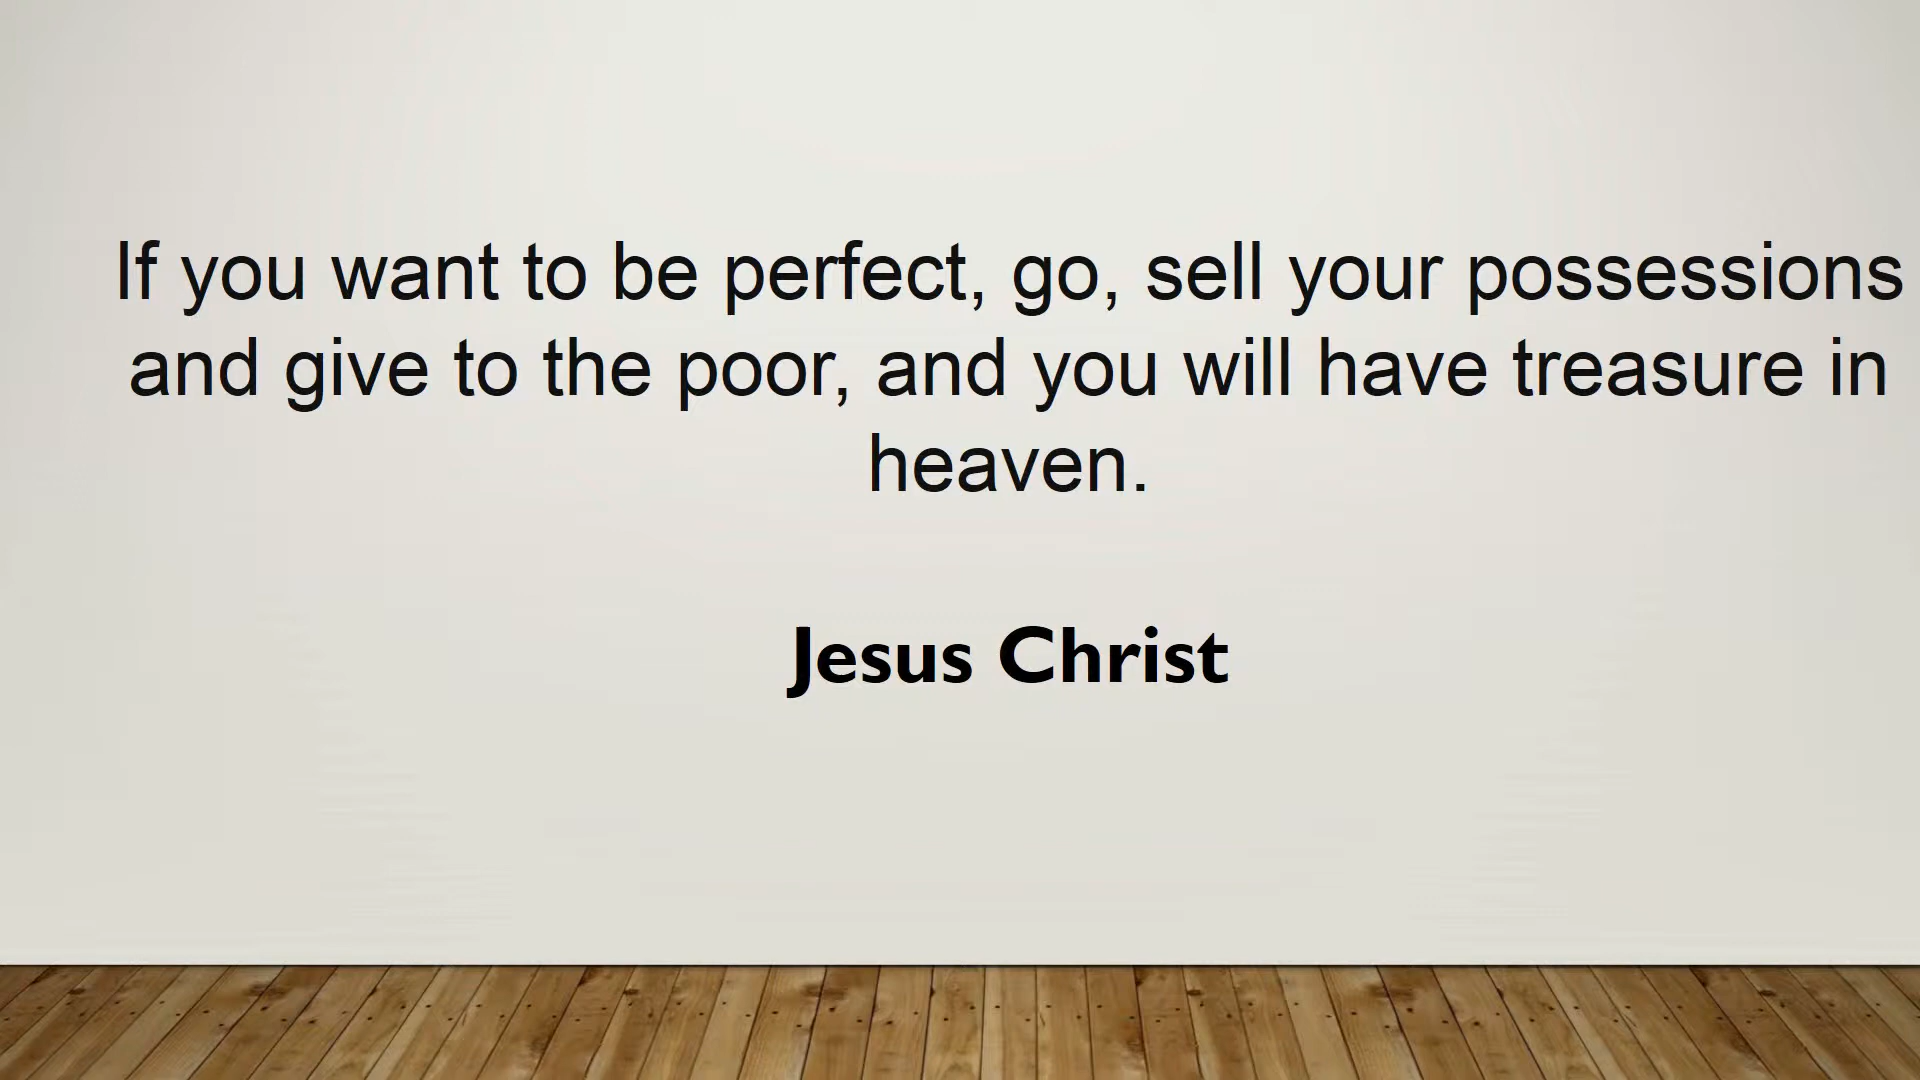 If you want to be perfect, go, sell your possessions
and give to the poor, and you will have treasure in
heaven.
Jesus Christ